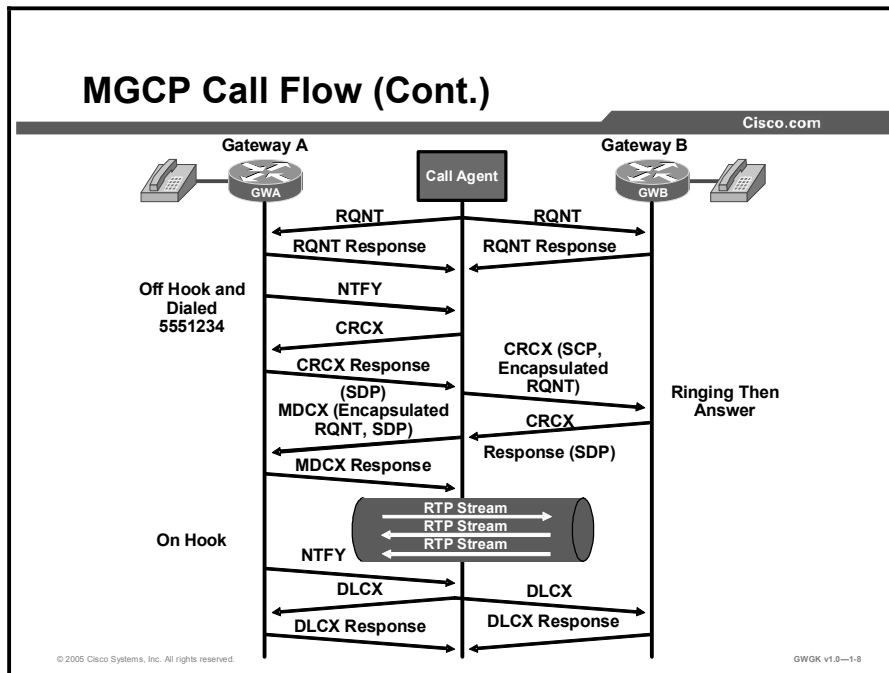 MGCP Call Flow (Cont.)
Cisco.com
Gateway A
Gateway B
Call Agent
GWA
GWB
RQNT
RQNT
RQNT Response
RQNT Response
Off Hook and
Dialed
5551234
NTFY
CRCX
CRCX Response
(SDP)
CRCX (SCP,
Encapsulated
RQNT)
Ringing Then
Answer
MDCX (Encapsulated
RQNT, SDP)
CRCX
Response (SDP)
MDCX Response
RTP Stream
RTP Stream
RTP Stream
On Hook
NTFY
DLCX
DLCX
DLCX Response
DLCX Response
© 2005 Cisco Systems, Inc. All rights reserved.
GWGK v1.0—1-8